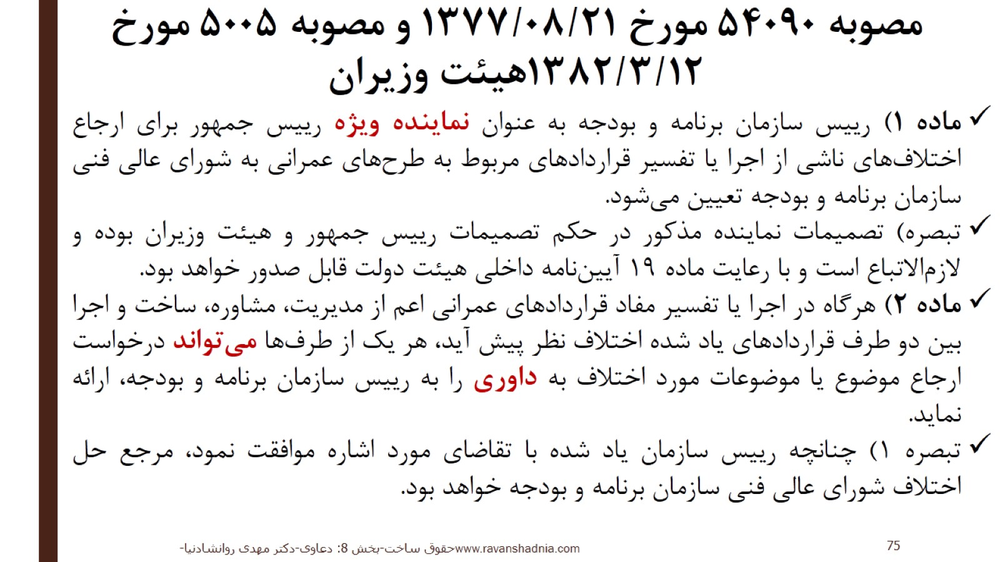 مصوبه ۵۴۰۹۰ مورخ ۱۳۷۷/۰۸/۲۱ و مصوبه ۵۰۰۵ مورخ
۱۳۸۲/۳/۱۲هیئت وزیران
✓ ماده ۱) رییس سازمان برنامه و بودجه به عنوان نماینده ویژه رییس جمهور برای ارجاع
اختلاف‌های ناشی از اجرا یا تفسیر قراردادهای مربوط به طرح‌های عمرانی به شورای عالی فنی
سازمان برنامه و بودجه تعیین می‌شود.
✓ تبصره) تصمیمات نماینده مذکور در حکم تصمیمات رییس جمهور و هیئت وزیران بوده و
لازم‌الاتباع است و با رعایت ماده ۱۹ آیین‌نامه داخلی هیئت دولت قابل صدور خواهد بود.
✓ ماده ۲) هرگاه در اجرا یا تفسیر مفاد قراردادهای عمرانی اعم از مدیریت، مشاوره، ساخت و اجرا
بین دو طرف قراردادهای یاد شده اختلاف نظر پیش آید، هر یک از طرف‌ها می‌تواند درخواست
ارجاع موضوع یا موضوعات مورد اختلاف به داوری را به رییس سازمان برنامه و بودجه، ارائه
نماید.
✓ تبصره ۱) چنانچه رییس سازمان یاد شده با تقاضای مورد اشاره موافقت نمود، مرجع حل
اختلاف شورای عالی فنی سازمان برنامه و بودجه خواهد بود.
حقوق ساخت-بخش 8: دعاوی-دکتر مهدی روانشادنیا-www.ravanshadnia.com
75